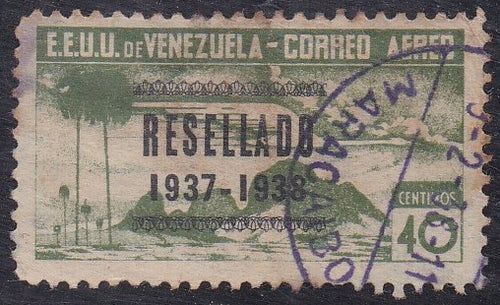 E.E.U.U. DE VENEZUELA - CORREO AEREO
RESELLADO
1937-1938
CENTIMOS
40
MARACAIBO